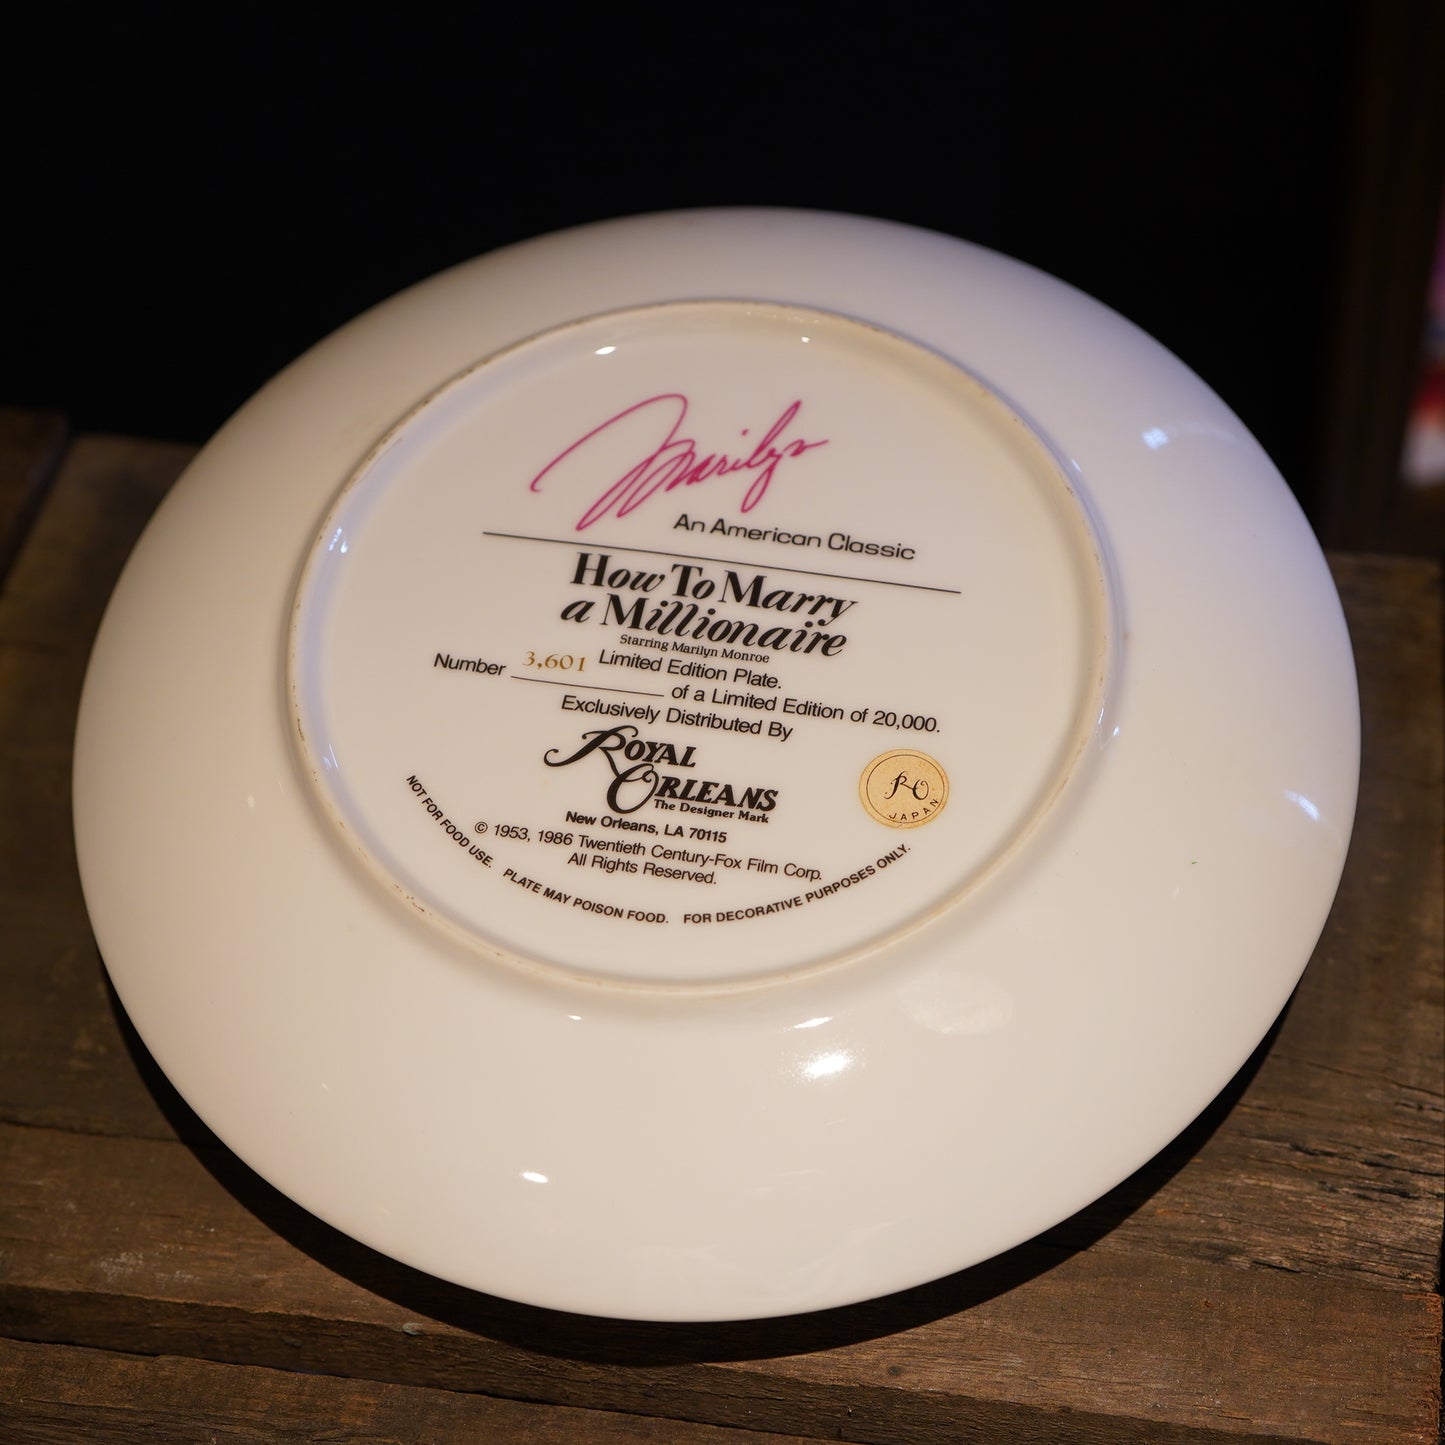 Marilyn
An American Classic
How To Marry
a Millionaire
Starring Marilyn Monroe
Limited Edition Plate.
Number 3,601 of a Limited Edition of 20,000.
Exclusively Distributed By
ROYAL
ORLEANS
The Designer Mark
New Orleans, LA 70115
© 1953, 1986 Twentieth Century-Fox Film Corp.
All Rights Reserved.
NOT FOR FOOD USE. PLATE MAY POISON FOOD. FOR DECORATIVE PURPOSES ONLY.
RO
JAPAN